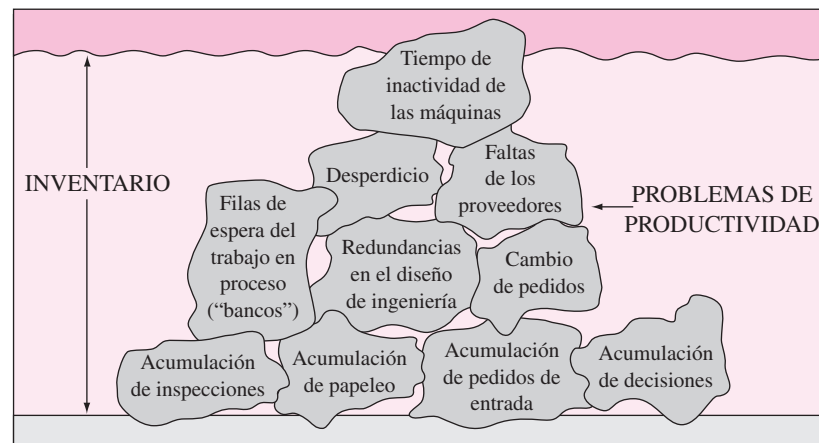 Tiempo de
inactividad de
las máquinas
Desperdicio
Faltas
de los
proveedores
INVENTARIO
PROBLEMAS DE
PRODUCTIVIDAD
Filas de
espera del
trabajo en
proceso
(“bancos”)
Redundancias
en el diseño
de ingeniería
Cambio
de pedidos
Acumulación
de inspecciones
Acumulación
de papeleo
Acumulación
de pedidos de
entrada
Acumulación
de decisiones